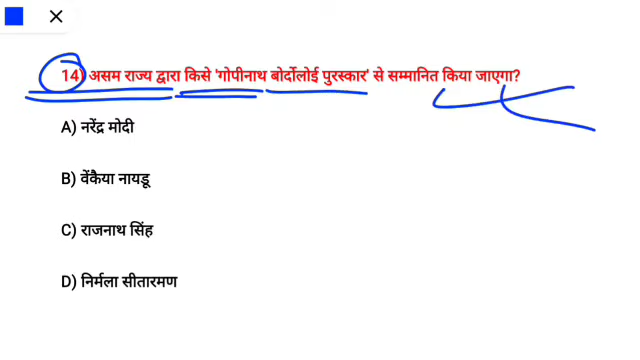 14) असम राज्य द्वारा किसे 'गोपीनाथ बोर्दोलोई पुरस्कार' से सम्मानित किया जाएगा?
A) नरेंद्र मोदी
B) वेंकैया नायडू
C) राजनाथ सिंह
D) निर्मला सीतारमण